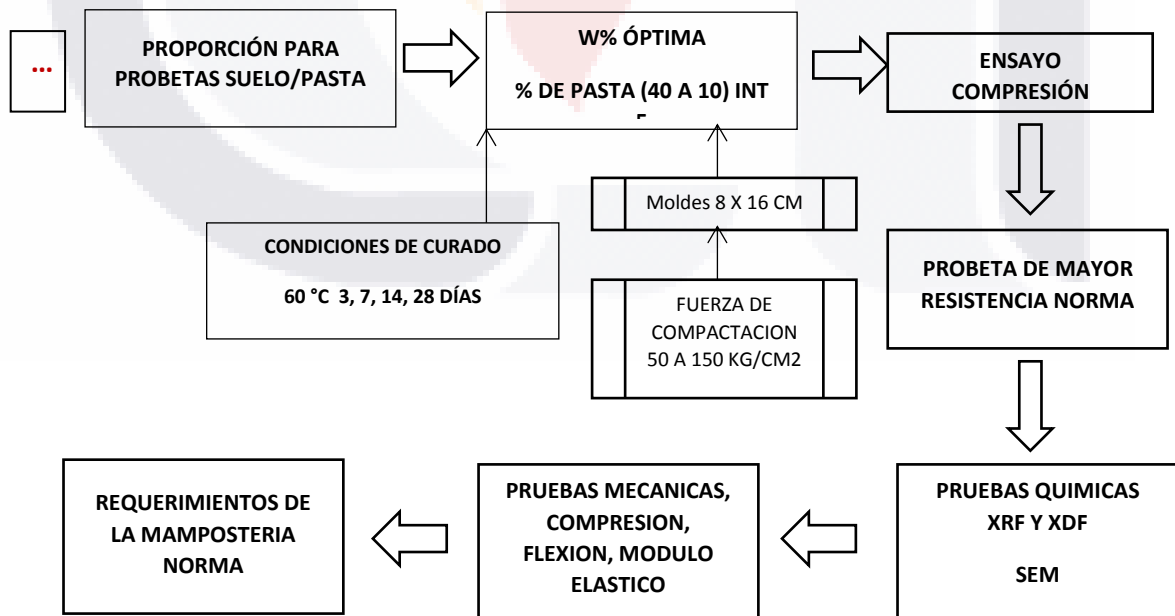 ...
PROPORCIÓN PARA
PROBETAS SUELO/PASTA
W% ÓPTIMA
% DE PASTA (40 A 10) INT
ENSAYO
COMPRESIÓN
Moldes 8 X 16 CM
CONDICIONES DE CURADO
60 °C 3, 7, 14, 28 DÍAS
FUERZA DE
COMPACTACION
50 A 150 KG/CM2
PROBETA DE MAYOR
RESISTENCIA NORMA
REQUERIMIENTOS DE
LA MAMPOSTERIA
NORMA
PRUEBAS MECANICAS,
COMPRESION,
FLEXION, MODULO
ELASTICO
PRUEBAS QUIMICAS
XRF Y XDF
SEM